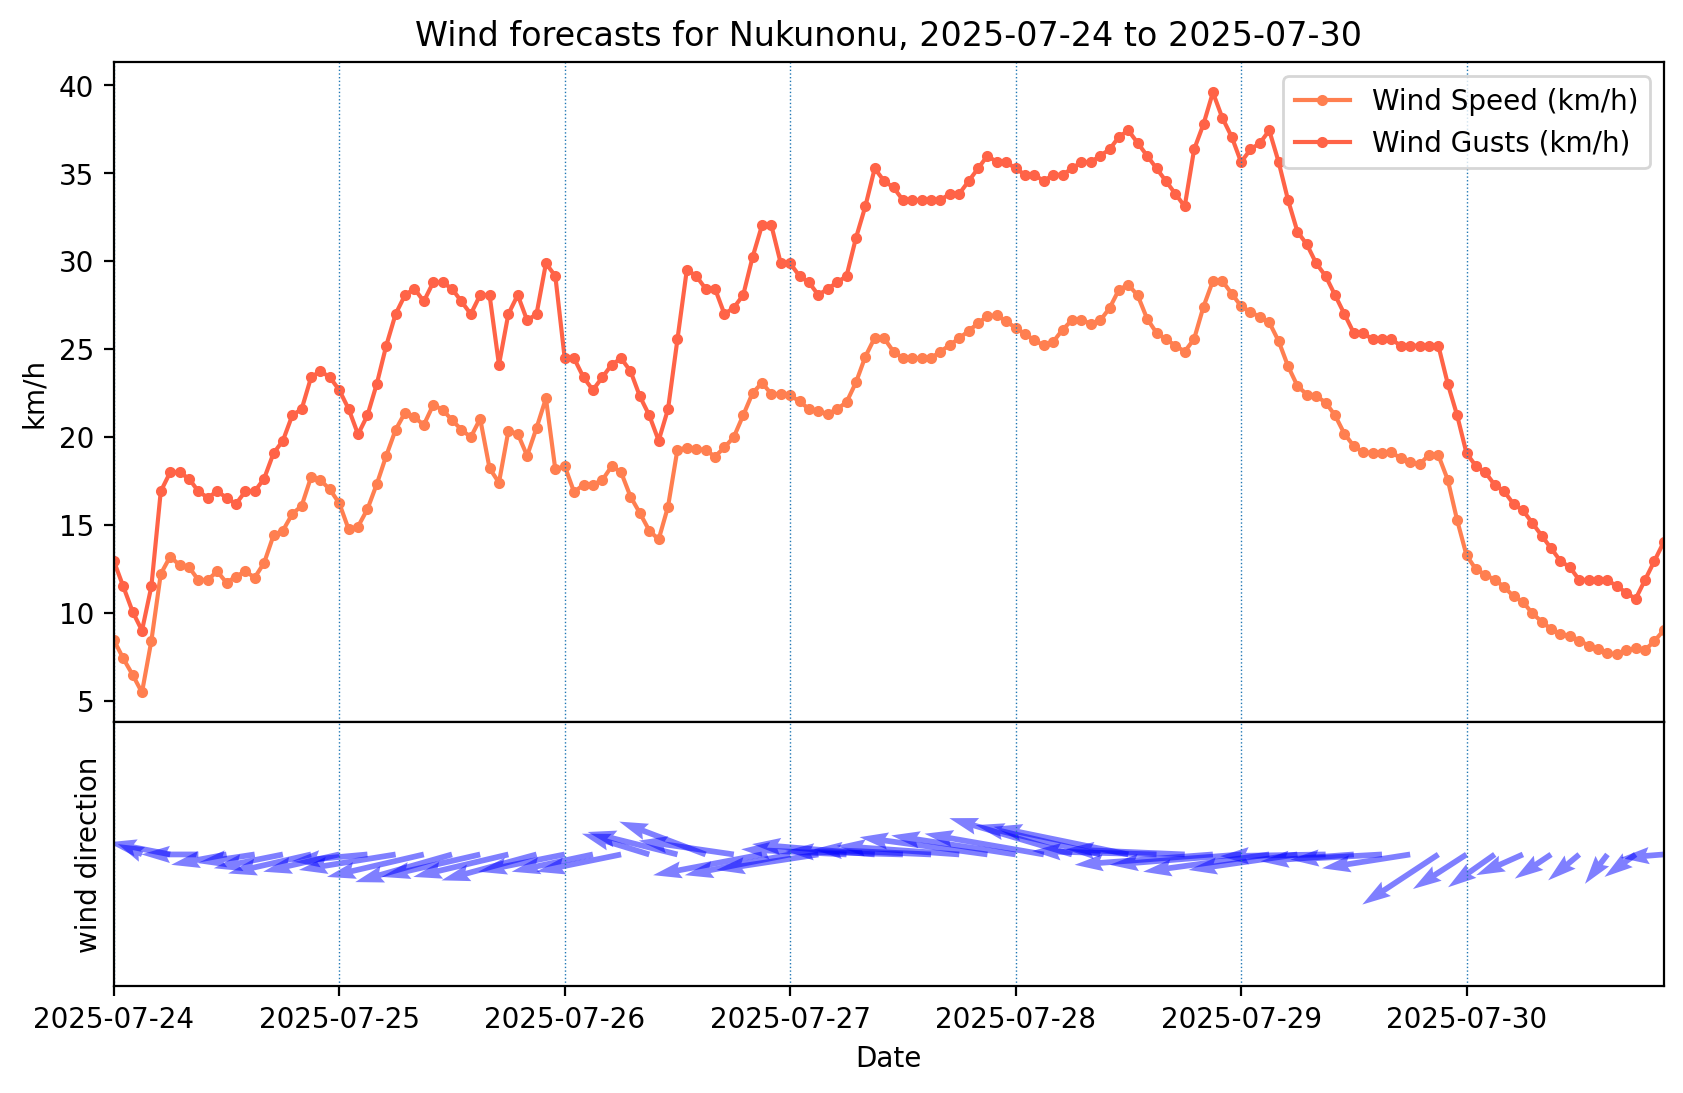 Wind forecasts for Nukunonu, 2025-07-24 to 2025-07-30
Wind Speed (km/h)
Wind Gusts (km/h)
40
35
30
25
20
15
10
5
km/h
wind direction
2025-07-24
2025-07-25
2025-07-26
2025-07-27
2025-07-28
2025-07-29
2025-07-30
Date